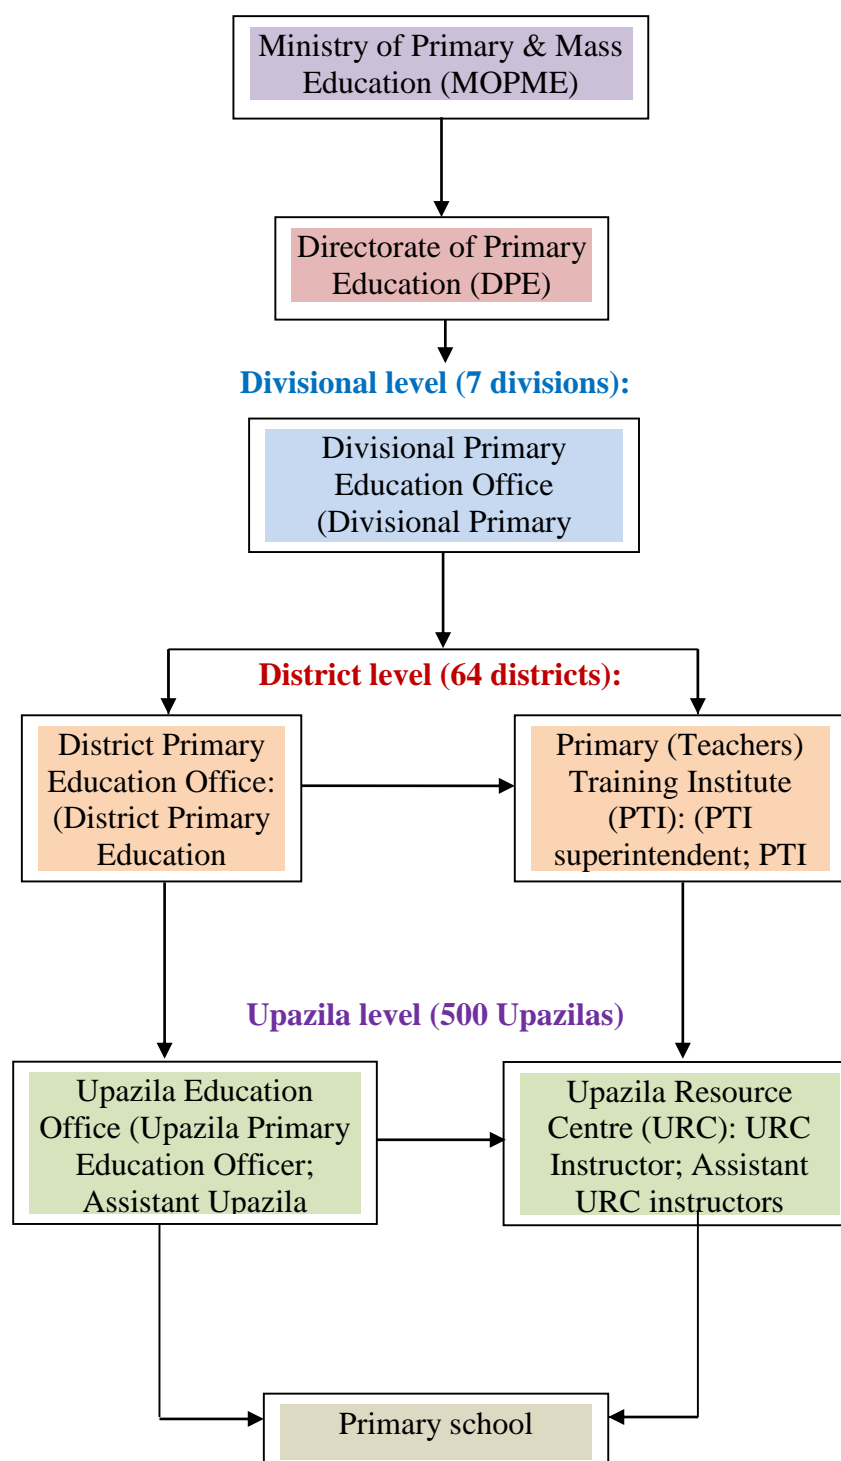 Ministry of Primary & Mass
Education (MOPME)
Directorate of Primary
Education (DPE)
Divisional level (7 divisions):
Divisional Primary
Education Office
(Divisional Primary
District level (64 districts):
District Primary
Education Office:
(District Primary
Education
Primary (Teachers)
Training Institute
(PTI): (PTI
superintendent; PTI
Upazila level (500 Upazilas)
Upazila Education
Office (Upazila Primary
Education Officer;
Assistant Upazila
Upazila Resource
Centre (URC): URC
Instructor; Assistant
URC instructors
Primary school